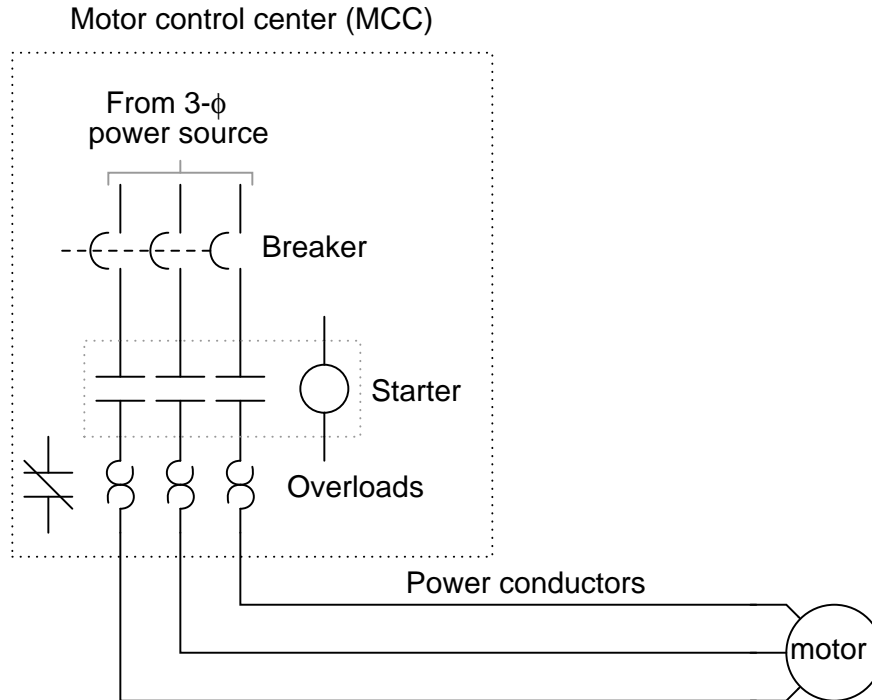 Motor control center (MCC)
From 3-ϕ
power source
Breaker
Starter
Overloads
Power conductors
motor